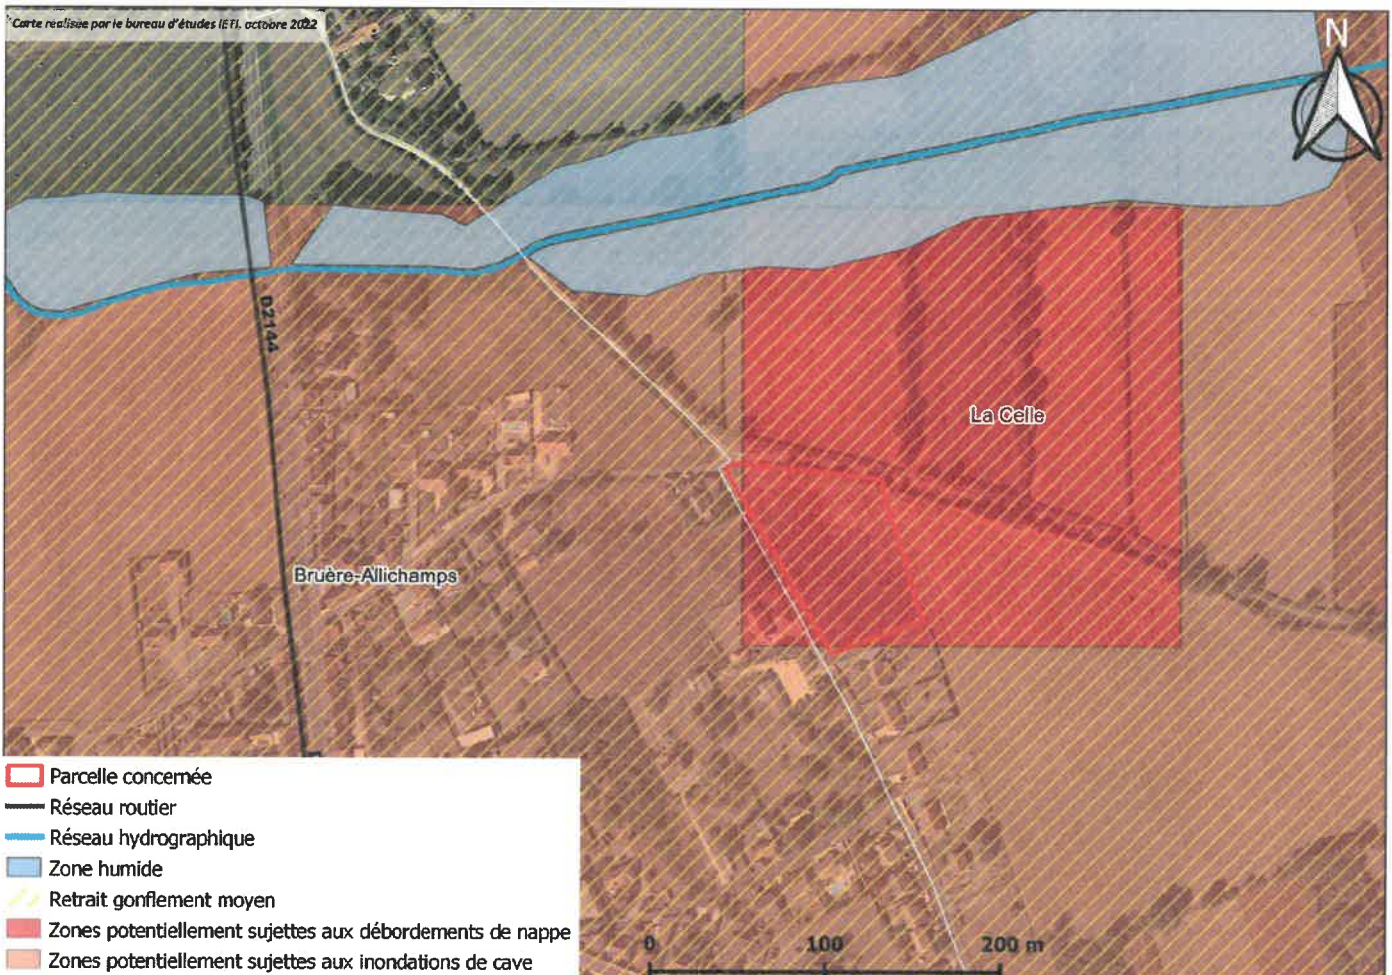 Carte réalisée par le bureau d'études IETI. octobre 2022
N
D2144
La Celle
Bruère-Allichamps
Parcelle concernée
Réseau routier
Réseau hydrographique
Zone humide
Retrait gonflement moyen
Zones potentiellement sujettes aux débordements de nappe
Zones potentiellement sujettes aux inondations de cave
0 100 200 m